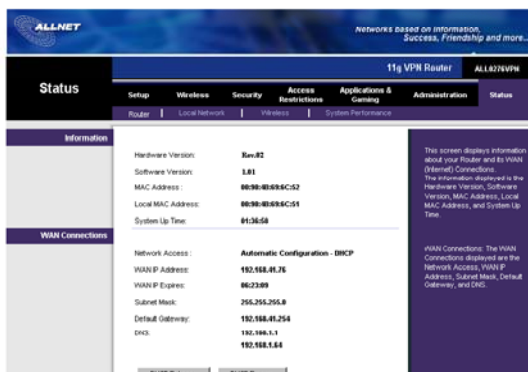 ALLNET
Networks based on information,
Success, Friendship and more..
11g VPN Router ALL0276VPN
Status
Setup Wireless Security Access Restrictions Applications & Gaming Administration Status
Router Local Network Wireless System Performance
Information
Hardware Version: Rev.02
Software Version: 1.01
MAC Address : 00:90:4B:69:6C:52
Local MAC Address: 00:90:4B:69:6C:51
System Up Time: 01:36:50
This screen displays information
about your Router and its WAN
(Internet) Connections.
The information displayed is the
Hardware Version, Software
Version, MAC Address, Local
MAC Address, and System Up
Time.
WAN Connections
Network Access : Automatic Configuration - DHCP
WAN IP Address: 192.168.41.76
WAN IP Expires: 06:23:09
Subnet Mask: 255.255.255.0
Default Gateway: 192.168.41.254
DNS: 192.168.1.1
192.168.1.64
WAN Connections: The WAN
Connections displayed are the
Network Access, WAN IP
Address, Subnet Mask, Default
Gateway, and DNS.